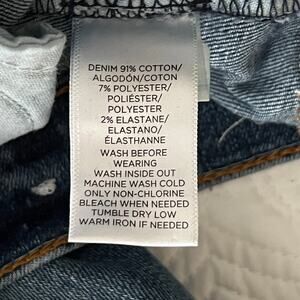 DENIM 91% COTTON/
ALGODÓN/COTON
7% POLYESTER/
POLIÉSTER/
POLYESTER
2% ELASTANE/
ELASTANO/
ÉLASTHANNE
WASH BEFORE
WEARING
WASH INSIDE OUT
MACHINE WASH COLD
ONLY NON-CHLORINE
BLEACH WHEN NEEDED
TUMBLE DRY LOW
WARM IRON IF NEEDED